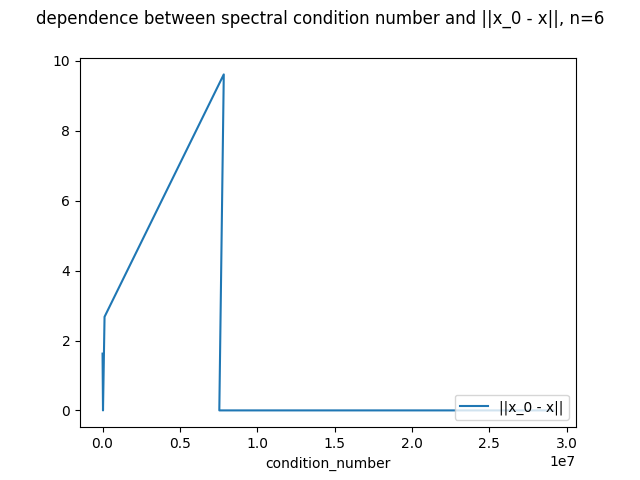 dependence between spectral condition number and ||x_0 - x||, n=6
10
8
6
4
2
0
||x_0 - x||
0.0 0.5 1.0 1.5 2.0 2.5 3.0
1e7
condition_number